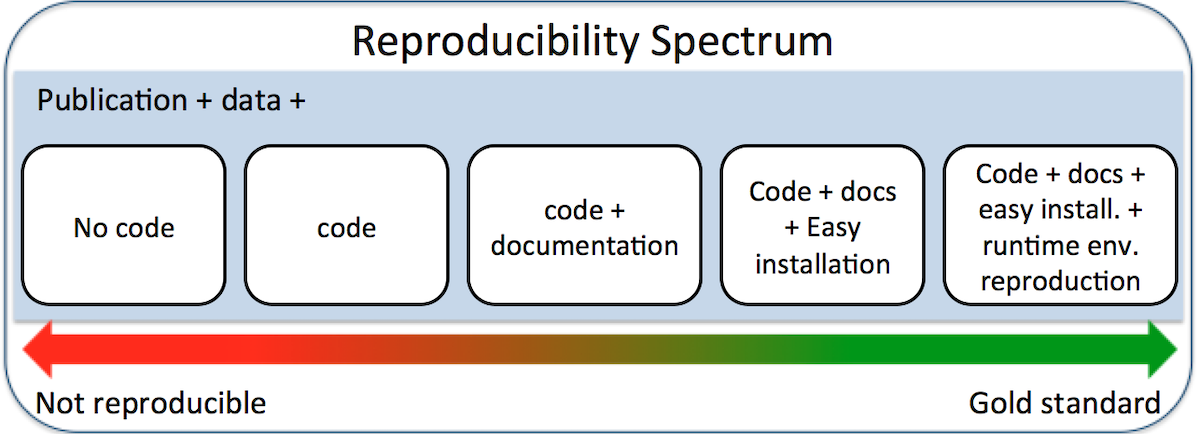 Reproducibility Spectrum
Publication + data +
No code
code
code +
documentation
Code + docs
+ Easy
installation
Code + docs +
easy install. +
runtime env.
reproduction
Not reproducible
Gold standard